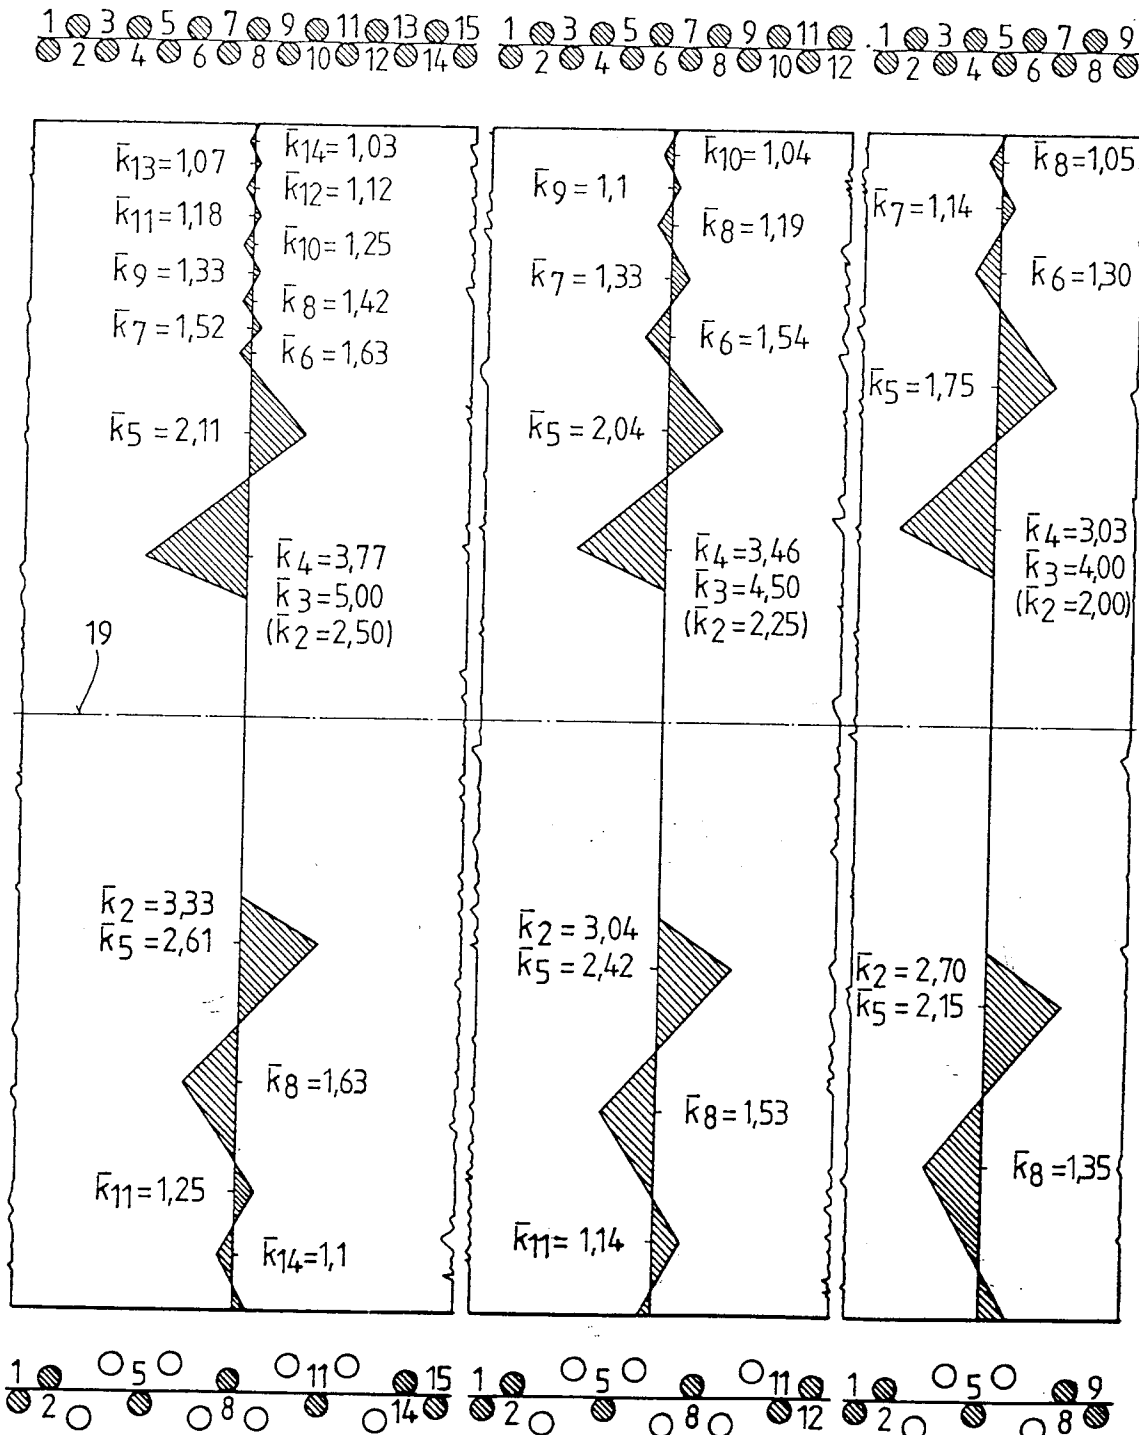 1 3 5 7 9 11 13 15
2 4 6 8 10 12 14
1 3 5 7 9 11
2 4 6 8 10 12
1 3 5 7 9
2 4 6 8
k̄14=1,03
k̄13=1,07
k̄12=1,12
k̄11=1,18
k̄10=1,25
k̄9=1,33
k̄8=1,42
k̄7=1,52
k̄6=1,63
k̄5=2,11
k̄4=3,77
k̄3=5,00
(k̄2=2,50)
k̄10=1,04
k̄9=1,1
k̄8=1,19
k̄7=1,33
k̄6=1,54
k̄5=2,04
k̄4=3,46
k̄3=4,50
(k̄2=2,25)
k̄8=1,05
k̄7=1,14
k̄6=1,30
k̄5=1,75
k̄4=3,03
k̄3=4,00
(k̄2=2,00)
19
k̄2=3,33
k̄5=2,61
k̄8=1,63
k̄11=1,25
k̄14=1,1
k̄2=3,04
k̄5=2,42
k̄8=1,53
k̄11=1,14
k̄2=2,70
k̄5=2,15
k̄8=1,35
1 5 11 15
2 8 14
1 5 11
2 8 12
1 5 9
2 8